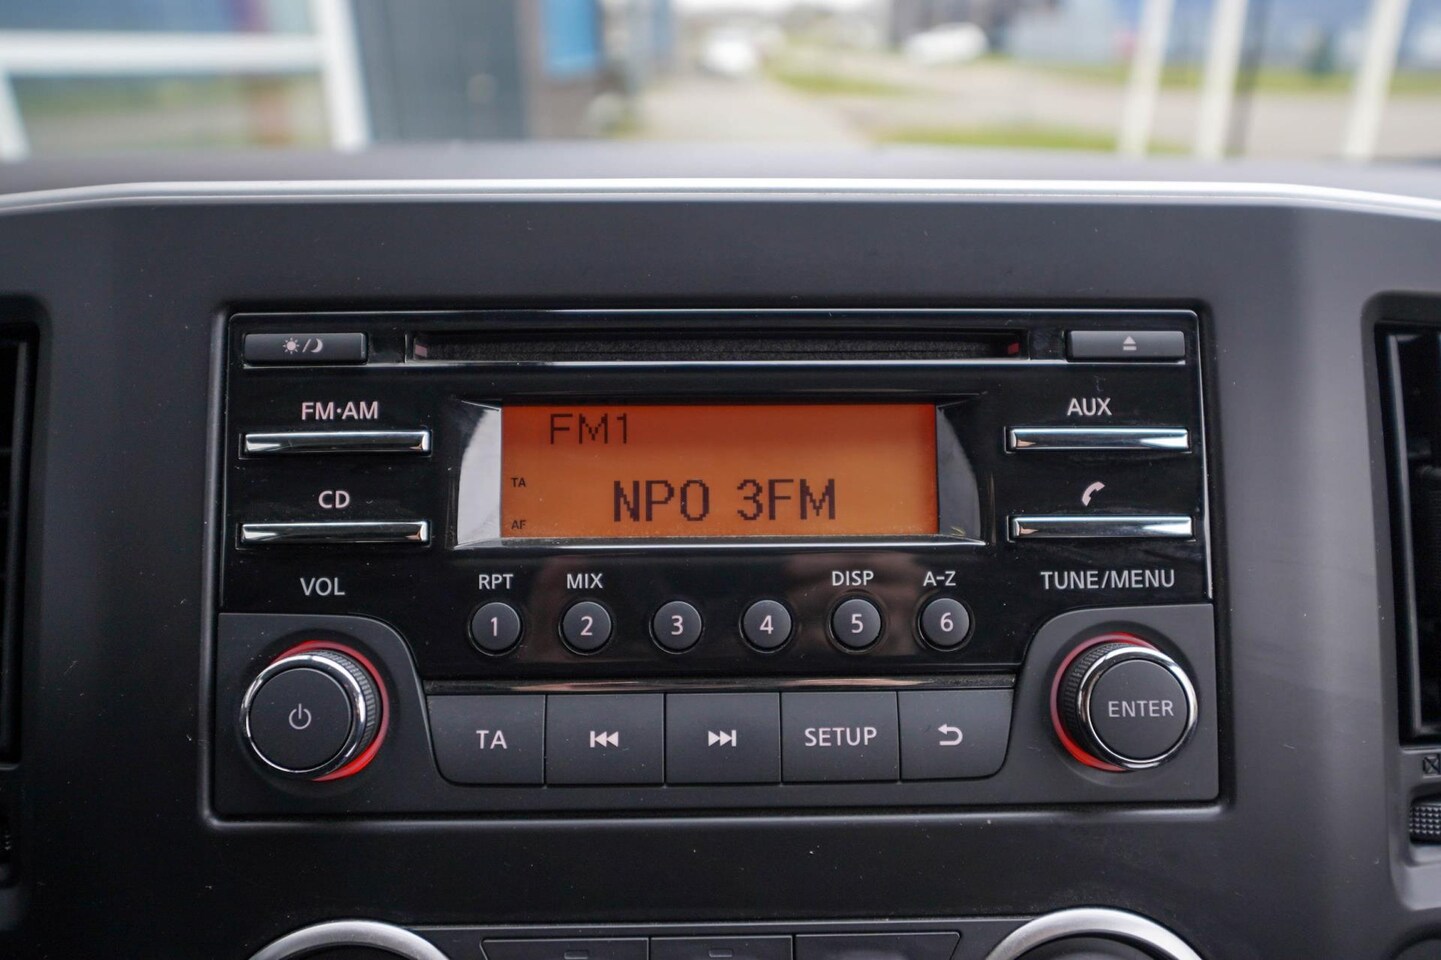 FM·AM
AUX
FM1
TA
NPO 3FM
CD
AF
VOL
RPT
MIX
DISP
A-Z
TUNE/MENU
1
2
3
4
5
6
ENTER
TA
SETUP